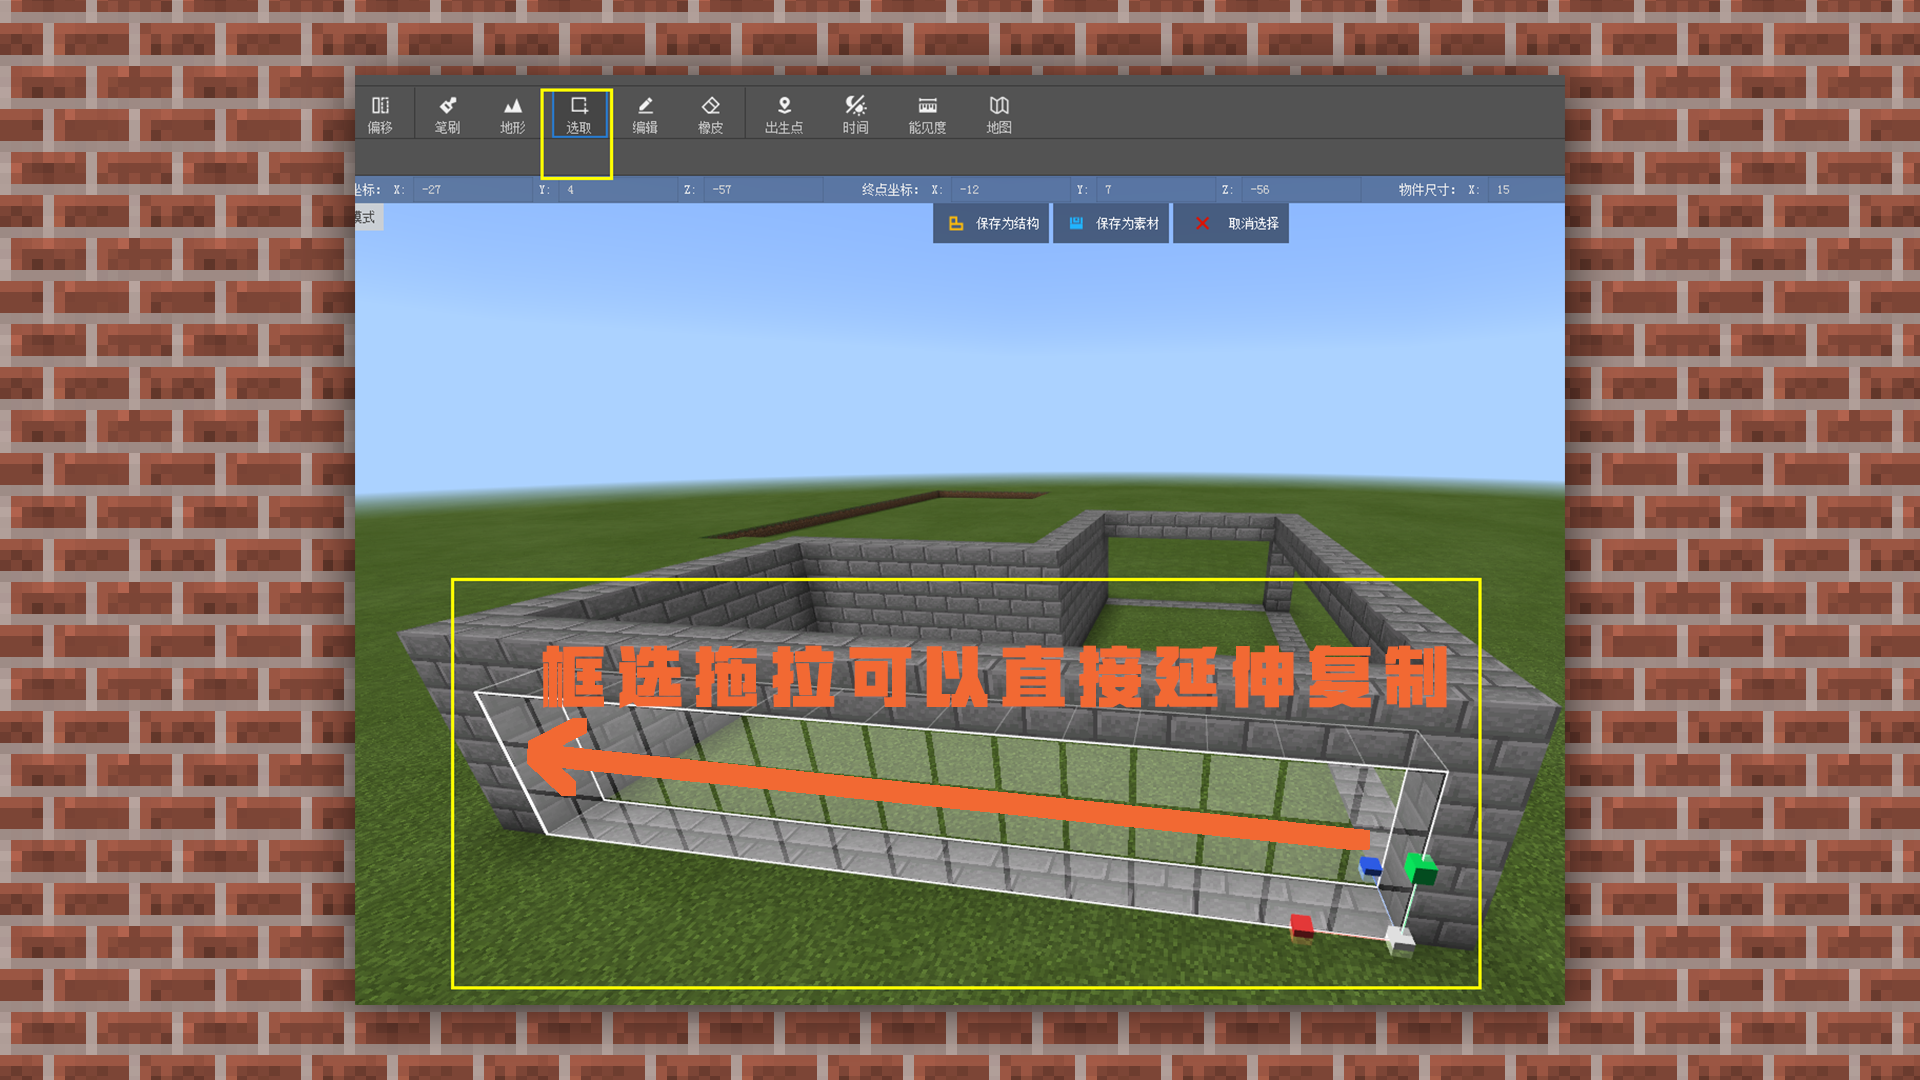 偏移 笔刷 地形 选取 编辑 橡皮 出生点 时间 能见度 地图
坐标: X: -27 Y: 4 Z: -57 终点坐标: X: -12 Y: 7 Z: -56 物件尺寸: X: 15
模式
保存为结构 保存为素材 取消选择
框选拖拉可以直接延伸复制